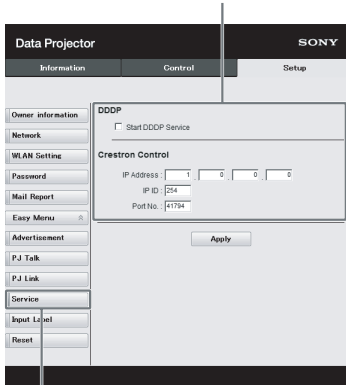 Data Projector
SONY
Information
Control
Setup
Owner information
Network
WLAN Setting
Password
Mail Report
Easy Menu
Advertisement
PJ Talk
PJ Link
Service
Input Label
Reset
DDDP
Start DDDP Service
Crestron Control
IP Address : 1 . 0 . 0 . 0
IP ID : 254
Port No. : 41794
Apply